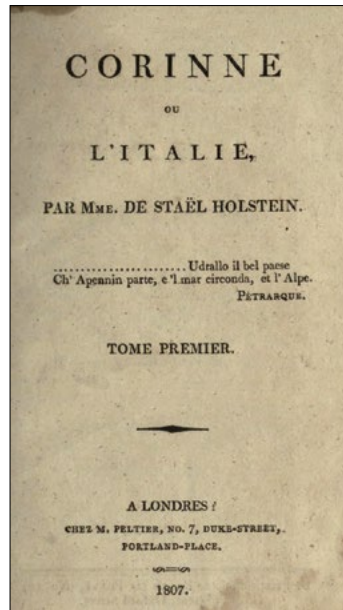 CORINNE
OU
L'ITALIE,
PAR MME. DE STAËL HOLSTEIN.
....................... Udrallo il bel paese
Ch' Apennin parte, e 'l mar circonda, et l' Alpe.
PÉTRARQUE.
TOME PREMIER.
A LONDRES:
CHEZ M. PELTIER, NO. 7, DUKE-STREET,
PORTLAND-PLACE.
1807.